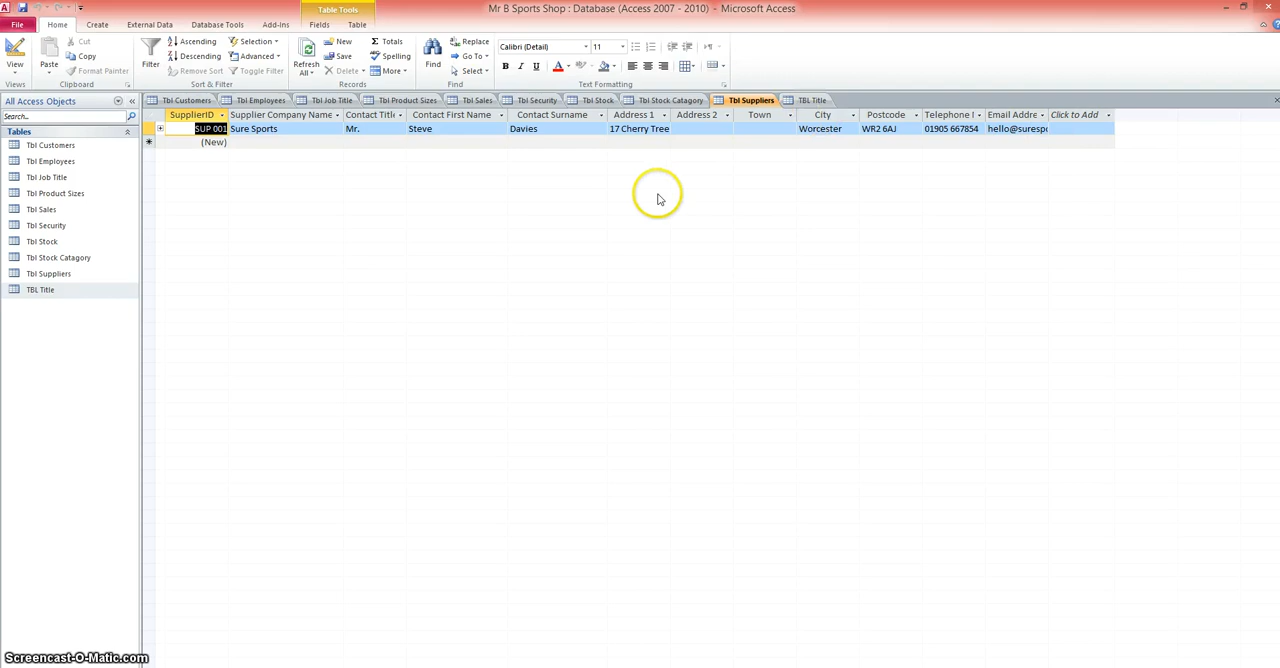 Mr B Sports Shop : Database (Access 2007 - 2010) - Microsoft Access
Table Tools
File Home Create External Data Database Tools Add-Ins Fields Table
View
Views
Paste
Cut
Copy
Format Painter
Clipboard
Filter
Ascending
Descending
Remove Sort
Selection
Advanced
Toggle Filter
Sort & Filter
Refresh
All
New
Save
Delete
Totals
Spelling
More
Records
Find
Replace
Go To
Select
Find
Calibri (Detail) 11
B I U A
Text Formatting
All Access Objects
Search...
Tables
Tbl Customers
Tbl Employees
Tbl Job Title
Tbl Product Sizes
Tbl Sales
Tbl Security
Tbl Stock
Tbl Stock Catagory
Tbl Suppliers
TBL Title
Tbl Customers Tbl Employees Tbl Job Title Tbl Product Sizes Tbl Sales Tbl Security Tbl Stock Tbl Stock Catagory Tbl Suppliers TBL Title
SupplierID Supplier Company Name Contact Title Contact First Name Contact Surname Address 1 Address 2 Town City Postcode Telephone Email Addre Click to Add
SUP 001 Sure Sports Mr. Steve Davies 17 Cherry Tree Worcester WR2 6AJ 01905 667854 hello@surespo
(New)
Screencast-O-Matic.com